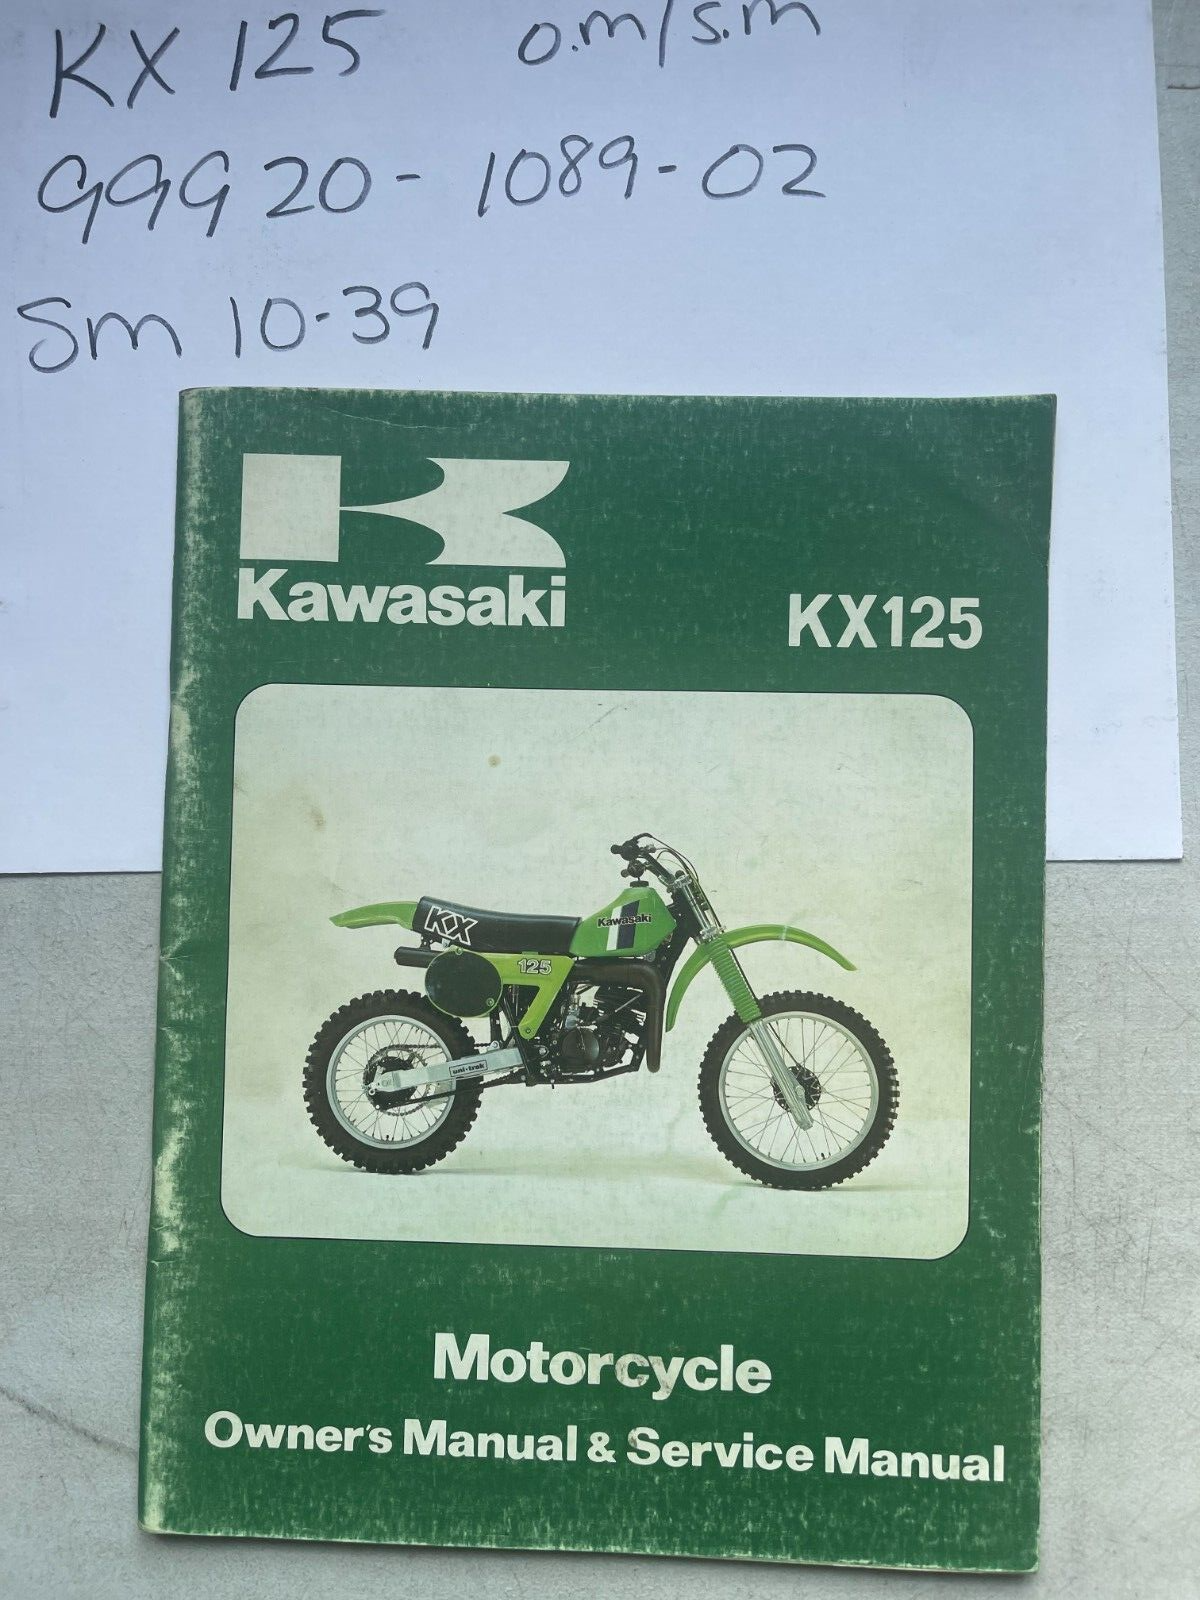 KX 125 o.m/s.m
99920-1089-02
Sm 10-39
Kawasaki
KX125
KX
Kawasaki
125
uni-trak
Motorcycle
Owner's Manual & Service Manual